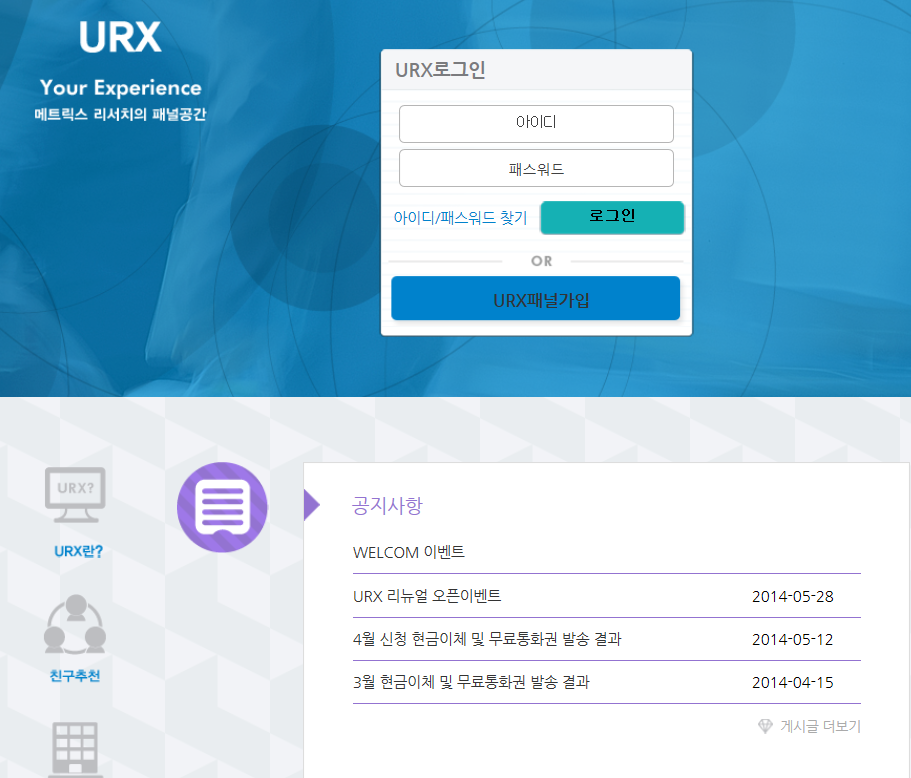 URX
Your Experience
메트릭스 리서치의 패널공간
URX로그인
아이디
패스워드
아이디/패스워드 찾기
로그인
OR
URX패널가입
URX?
URX란?
친구추천
공지사항
WELCOM 이벤트
URX 리뉴얼 오픈이벤트 2014-05-28
4월 신청 현금이체 및 무료통화권 발송 결과 2014-05-12
3월 현금이체 및 무료통화권 발송 결과 2014-04-15
게시글 더보기